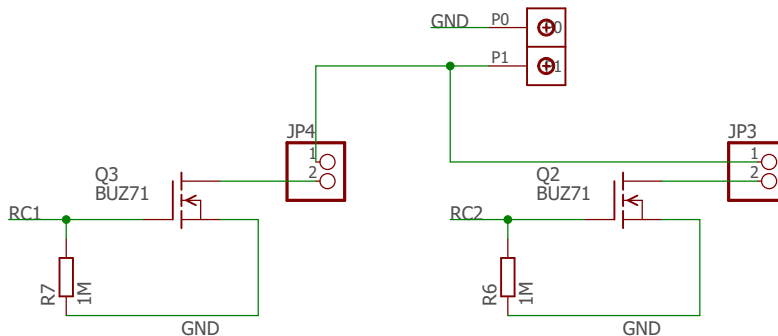 GND
P0
0
P1
1
JP4
1
2
JP3
1
2
Q3
BUZ71
Q2
BUZ71
RC1
RC2
R7
1M
R6
1M
GND
GND